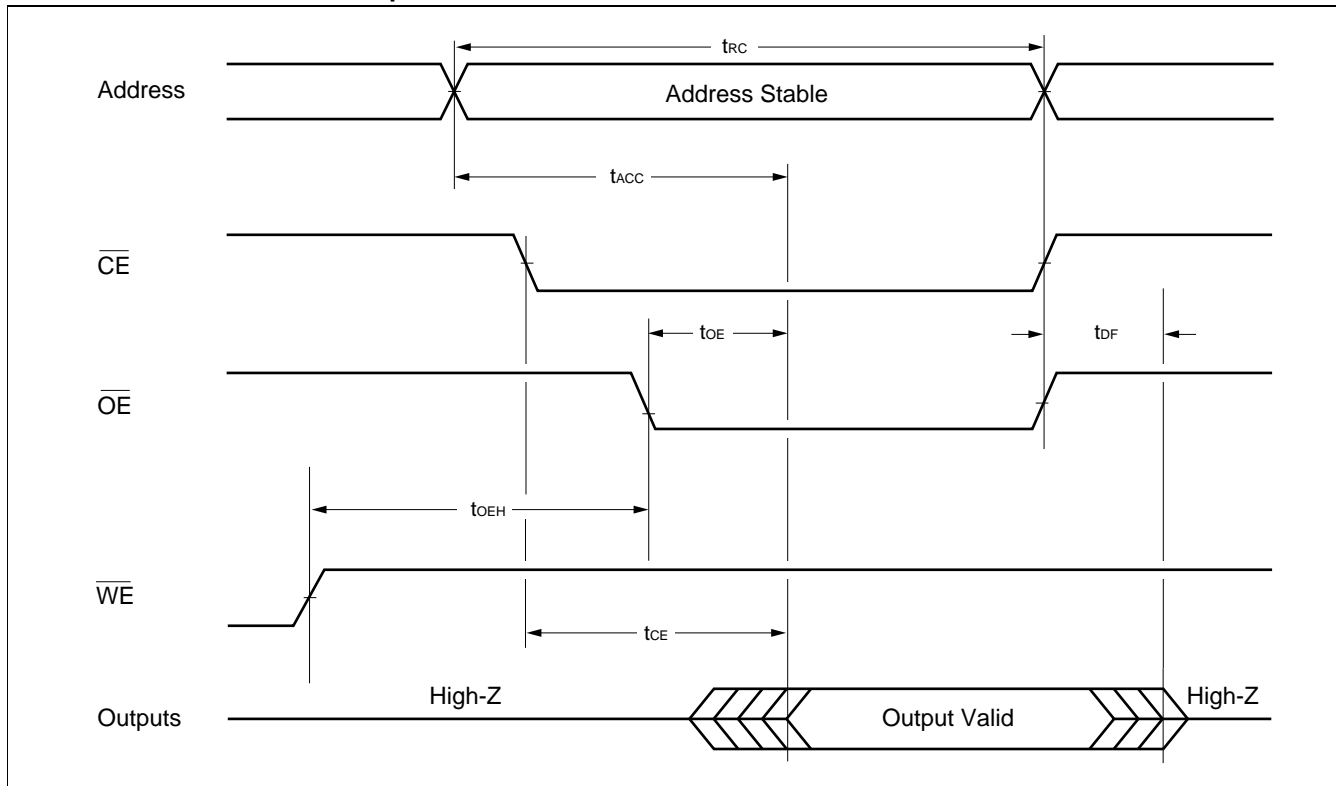 tRC
Address
Address Stable
tACC
CE
tOE
tDF
OE
tOEH
WE
tCE
High-Z
High-Z
Outputs
Output Valid